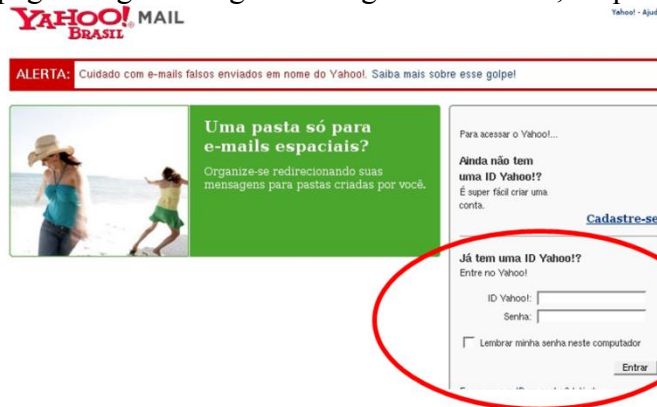 YAHOO! MAIL
BRASIL
Yahoo! - Ajud
ALERTA: Cuidado com e-mails falsos enviados em nome do Yahoo!. Saiba mais sobre esse golpe!
Uma pasta só para
e-mails espaciais?
Organize-se redirecionando suas
mensagens para pastas criadas por você.
Para acessar o Yahoo!...
Ainda não tem
uma ID Yahoo!?
É super fácil criar uma
conta.
Cadastre-se
Já tem uma ID Yahoo!?
Entre no Yahoo!
ID Yahoo!:
Senha:
Lembrar minha senha neste computador
Entrar